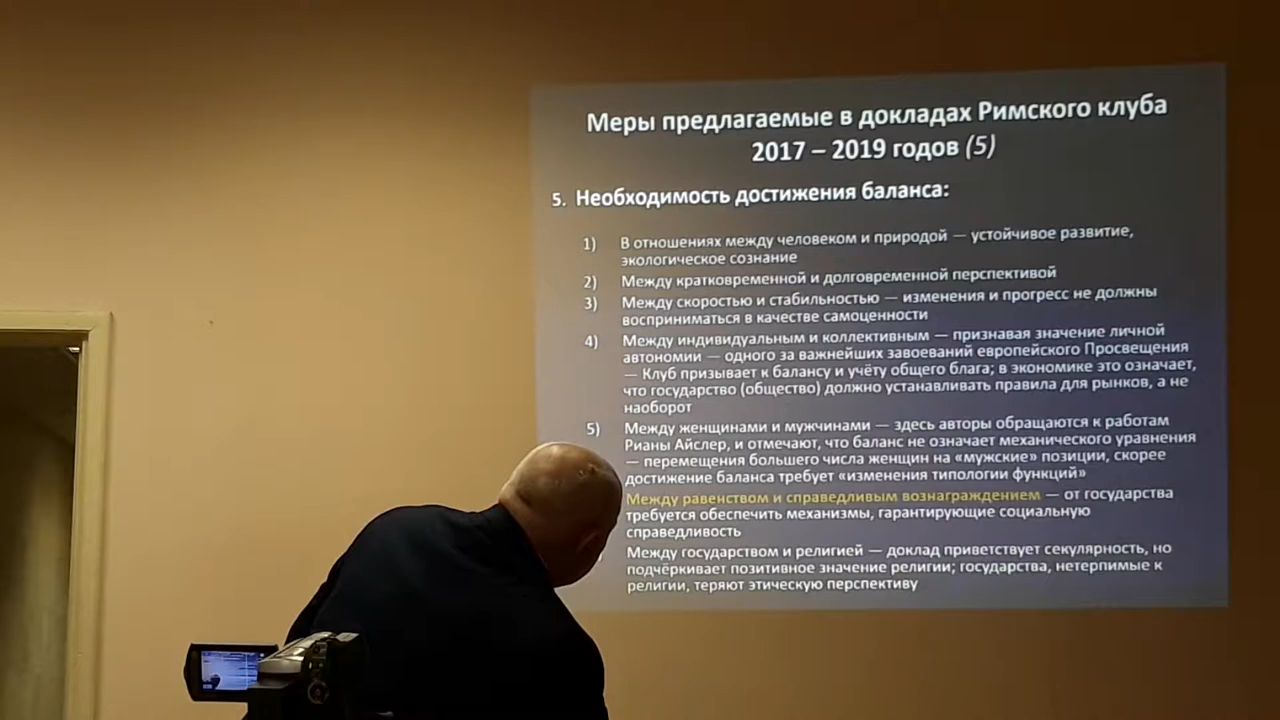 Меры предлагаемые в докладах Римского клуба
2017 – 2019 годов (5)
5. Необходимость достижения баланса:
1) В отношениях между человеком и природой — устойчивое развитие,
экологическое сознание
2) Между кратковременной и долговременной перспективой
3) Между скоростью и стабильностью — изменения и прогресс не должны
восприниматься в качестве самоценности
4) Между индивидуальным и коллективным — признавая значение личной
автономии — одного за важнейших завоеваний европейского Просвещения
— Клуб призывает к балансу и учёту общего блага; в экономике это означает,
что государство (общество) должно устанавливать правила для рынков, а не
наоборот
5) Между женщинами и мужчинами — здесь авторы обращаются к работам
Рианы Айслер, и отмечают, что баланс не означает механического уравнения
— перемещения большего числа женщин на «мужские» позиции, скорее
достижение баланса требует «изменения типологии функций»
Между равенством и справедливым вознаграждением — от государства
требуется обеспечить механизмы, гарантирующие социальную
справедливость
Между государством и религией — доклад приветствует секулярность, но
подчёркивает позитивное значение религии; государства, нетерпимые к
религии, теряют этическую перспективу